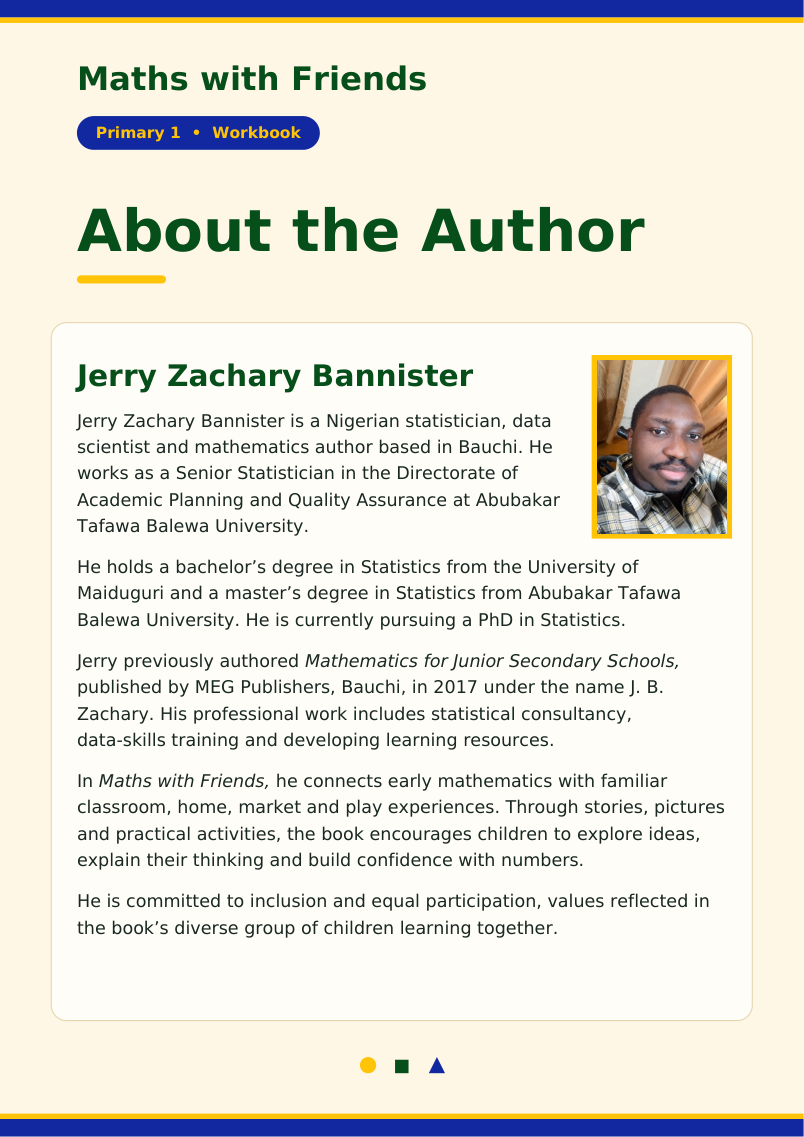 Maths with Friends
Primary 1 • Workbook
About the Author
Jerry Zachary Bannister
Jerry Zachary Bannister is a Nigerian statistician, data
scientist and mathematics author based in Bauchi. He
works as a Senior Statistician in the Directorate of
Academic Planning and Quality Assurance at Abubakar
Tafawa Balewa University.
He holds a bachelor’s degree in Statistics from the University of
Maiduguri and a master’s degree in Statistics from Abubakar Tafawa
Balewa University. He is currently pursuing a PhD in Statistics.
Jerry previously authored Mathematics for Junior Secondary Schools,
published by MEG Publishers, Bauchi, in 2017 under the name J. B.
Zachary. His professional work includes statistical consultancy,
data-skills training and developing learning resources.
In Maths with Friends, he connects early mathematics with familiar
classroom, home, market and play experiences. Through stories, pictures
and practical activities, the book encourages children to explore ideas,
explain their thinking and build confidence with numbers.
He is committed to inclusion and equal participation, values reflected in
the book’s diverse group of children learning together.